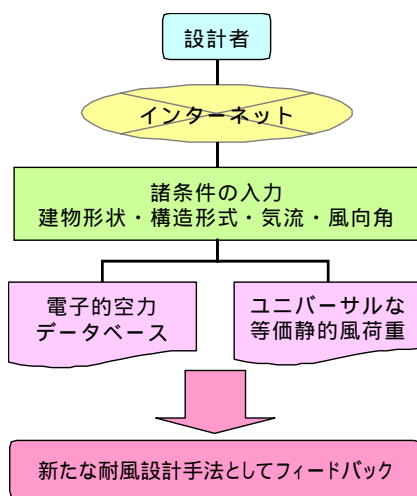 設計者
インターネット
諸条件の入力
建物形状・構造形式・気流・風向角
電子的空力
データベース
ユニバーサルな
等価静的風荷重
新たな耐風設計手法としてフィードバック